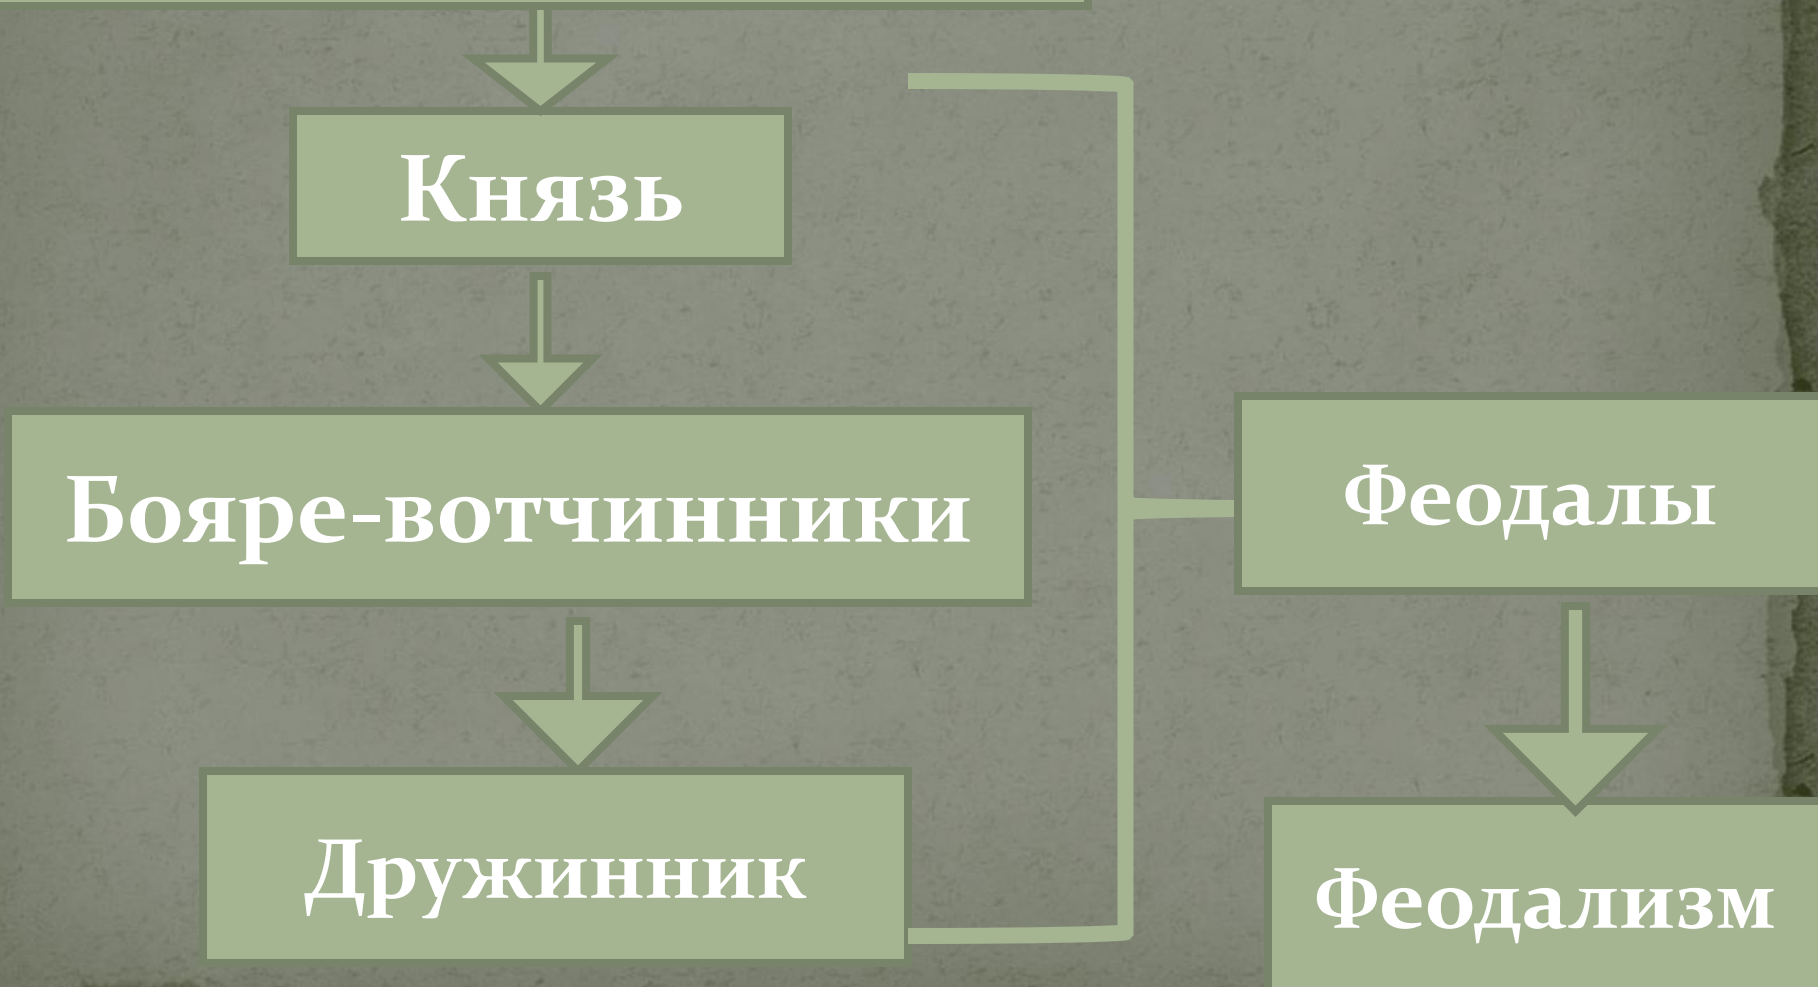 Князь
Бояре-вотчинники
Дружинник
Феодалы
Феодализм